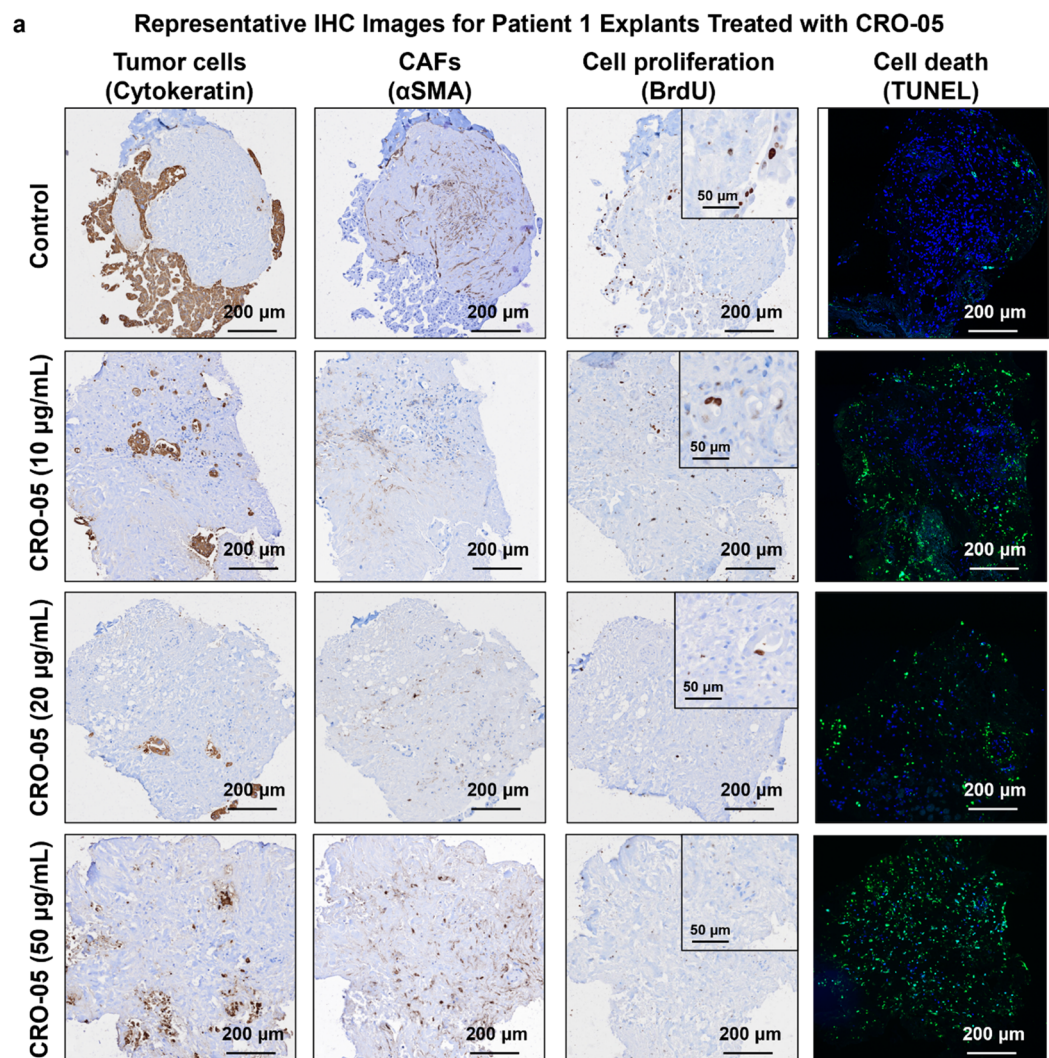 a
Representative IHC Images for Patient 1 Explants Treated with CRO-05
Tumor cells
(Cytokeratin)
CAFs
(αSMA)
Cell proliferation
(BrdU)
Cell death
(TUNEL)
Control
200 µm
200 µm
50 µm
200 µm
200 µm
CRO-05 (10 µg/mL)
200 µm
200 µm
50 µm
200 µm
200 µm
CRO-05 (20 µg/mL)
200 µm
200 µm
50 µm
200 µm
200 µm
CRO-05 (50 µg/mL)
200 µm
200 µm
50 µm
200 µm
200 µm